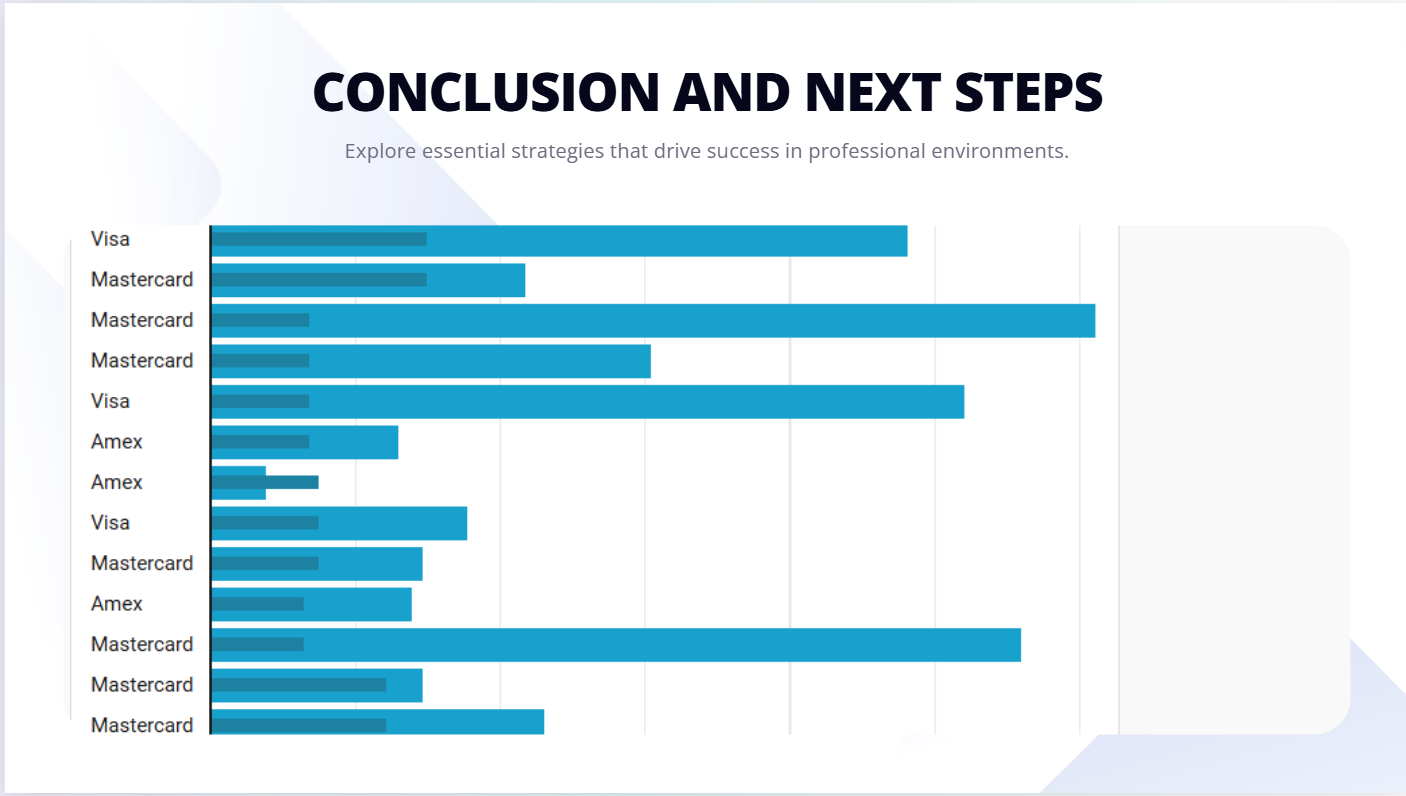 CONCLUSION AND NEXT STEPS
Explore essential strategies that drive success in professional environments.
Visa
Mastercard
Mastercard
Mastercard
Visa
Amex
Amex
Visa
Mastercard
Amex
Mastercard
Mastercard
Mastercard